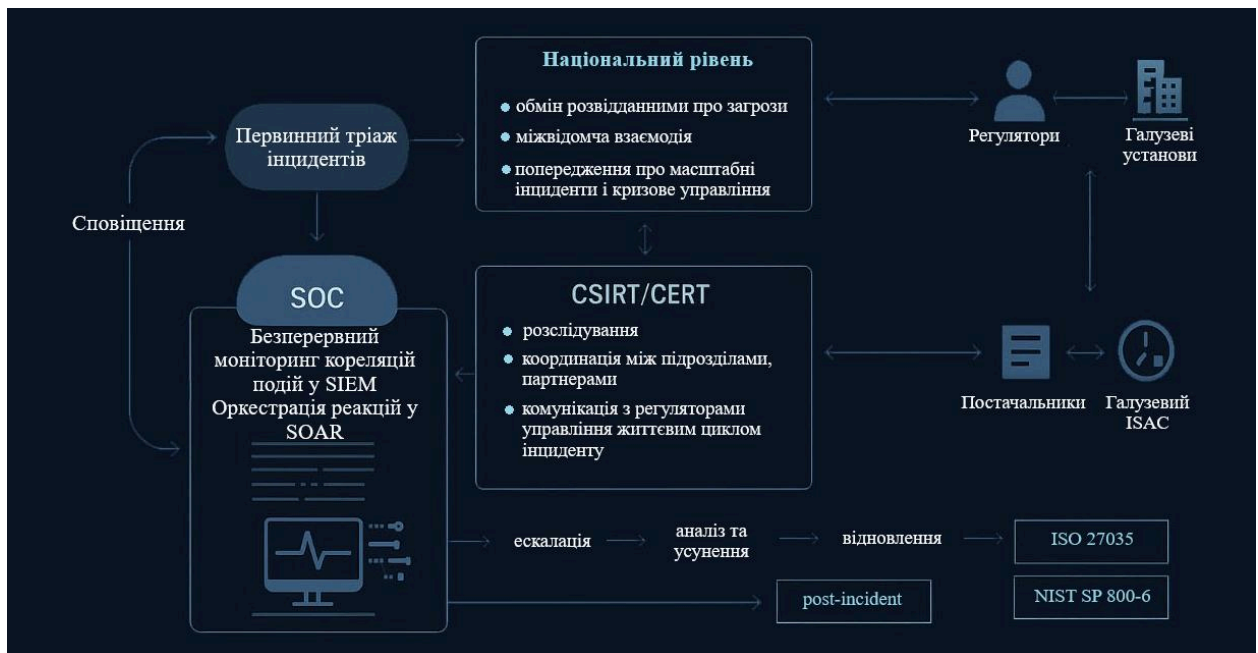 Національний рівень
обмін розвідданними про загрози
міжвідомча взаємодія
попередження про масштабні
інциденти і кризове управління
Первинний тріаж
інцидентів
Регулятори
Галузеві
установи
Сповіщення
SOC
Безперервний
моніторинг кореляцій
подій у SIEM
Оркестрація реакцій у
SOAR
CSIRT/CERT
розслідування
координація між підрозділами,
партнерами
комунікація з регуляторами
управління життєвим циклом
інциденту
Постачальники
Галузевий
ISAC
ескалація
аналіз та
усунення
відновлення
ISO 27035
post-incident
NIST SP 800-6